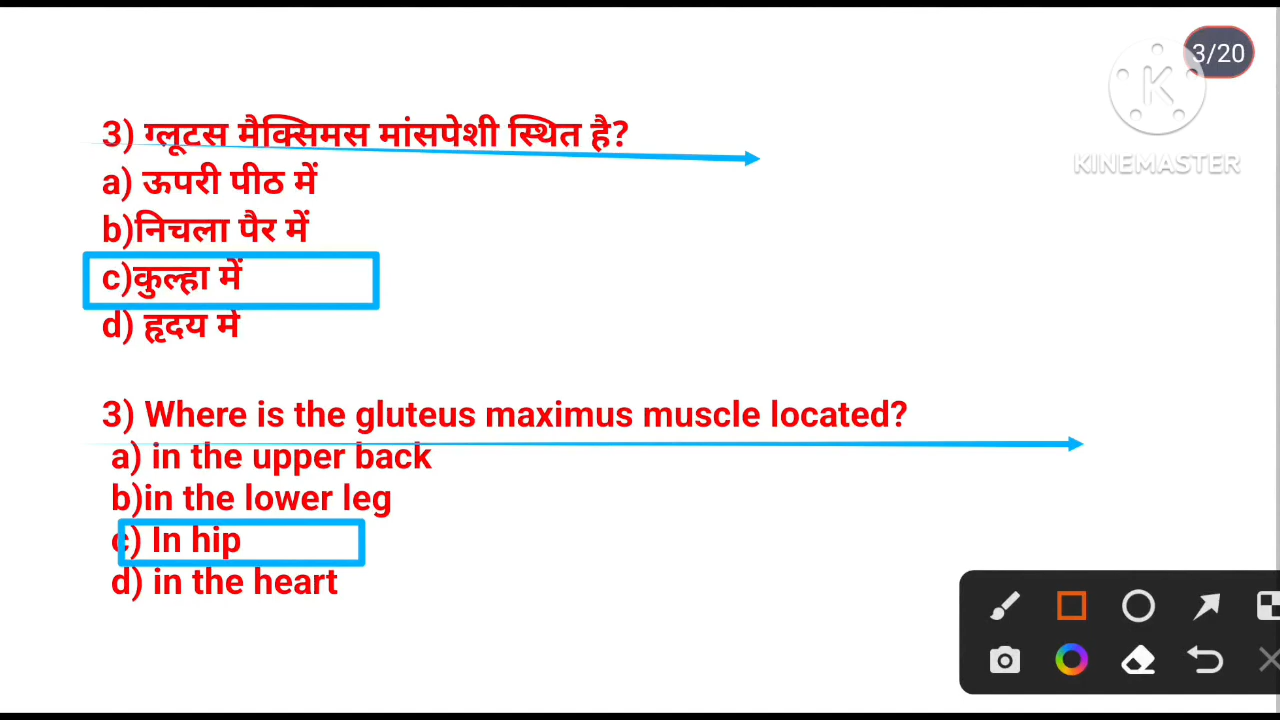 3/20
KINEMASTER
3) ग्लूटस मैक्सिमस मांसपेशी स्थित है?
a) ऊपरी पीठ में
b)निचला पैर में
c)कुल्हा में
d) हृदय मे
3) Where is the gluteus maximus muscle located?
a) in the upper back
b)in the lower leg
c) In hip
d) in the heart